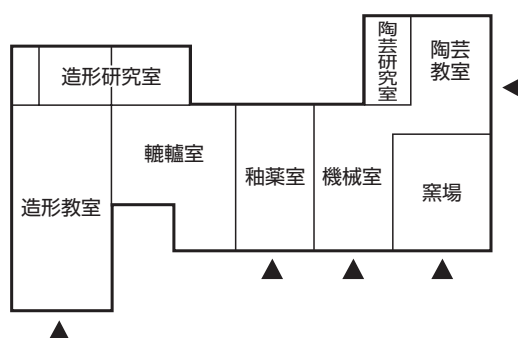 造形研究室
陶芸研究室
陶芸
教室
轆轤室
釉薬室
機械室
窯場
造形教室